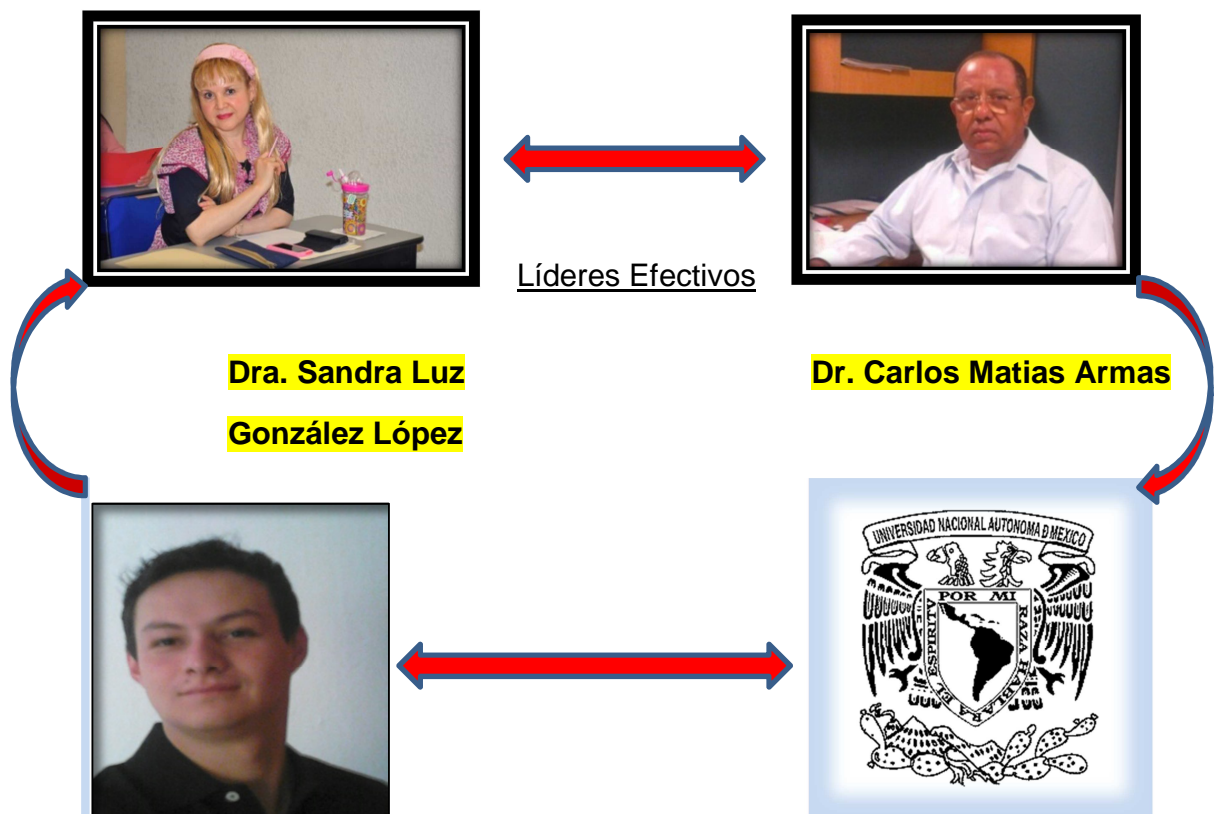 Líderes Efectivos
Dra. Sandra Luz
González López
Dr. Carlos Matias Armas
UNIVERSIDAD NACIONAL AUTONOMA D MEXICO
POR MI RAZA HABLARA EL ESPIRITU